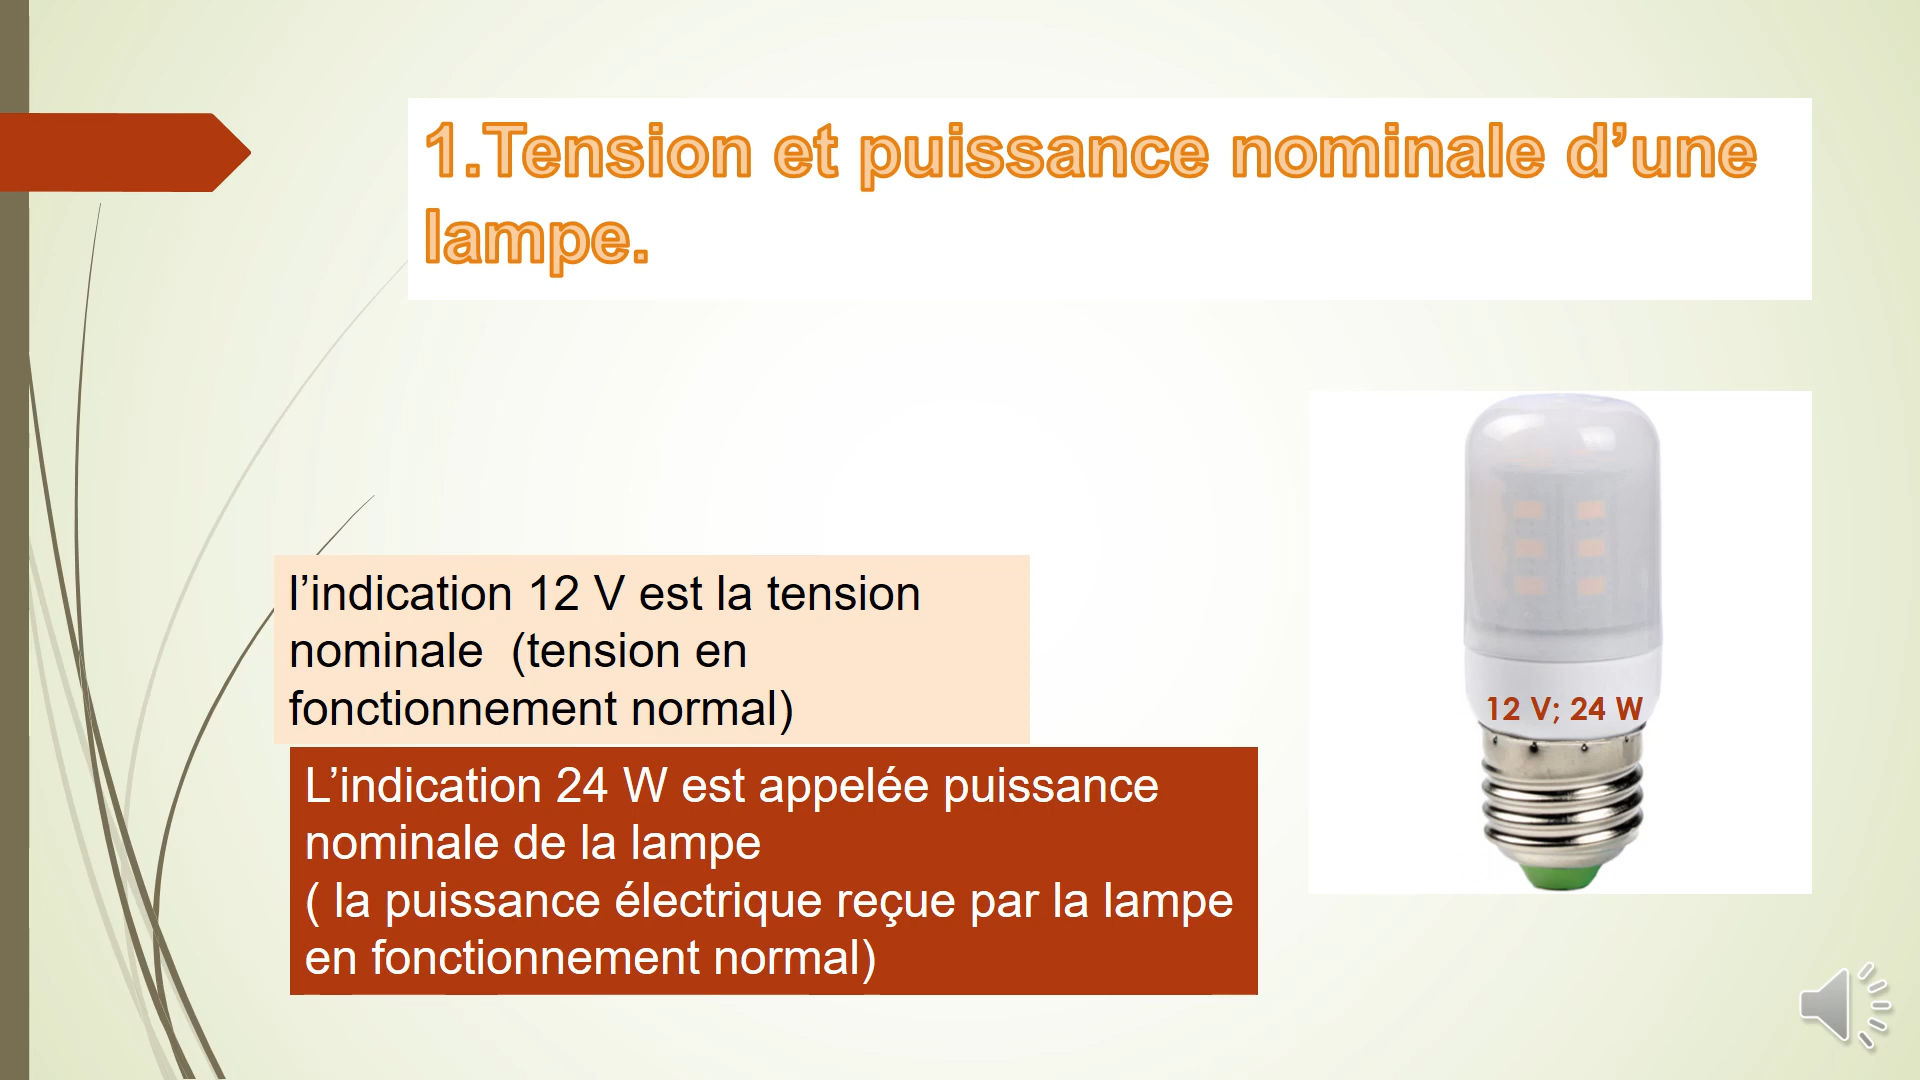 1.Tension et puissance nominale d’une
lampe.
l’indication 12 V est la tension
nominale  (tension en
fonctionnement normal)
12 V; 24 W
L’indication 24 W est appelée puissance
nominale de la lampe
( la puissance électrique reçue par la lampe
en fonctionnement normal)